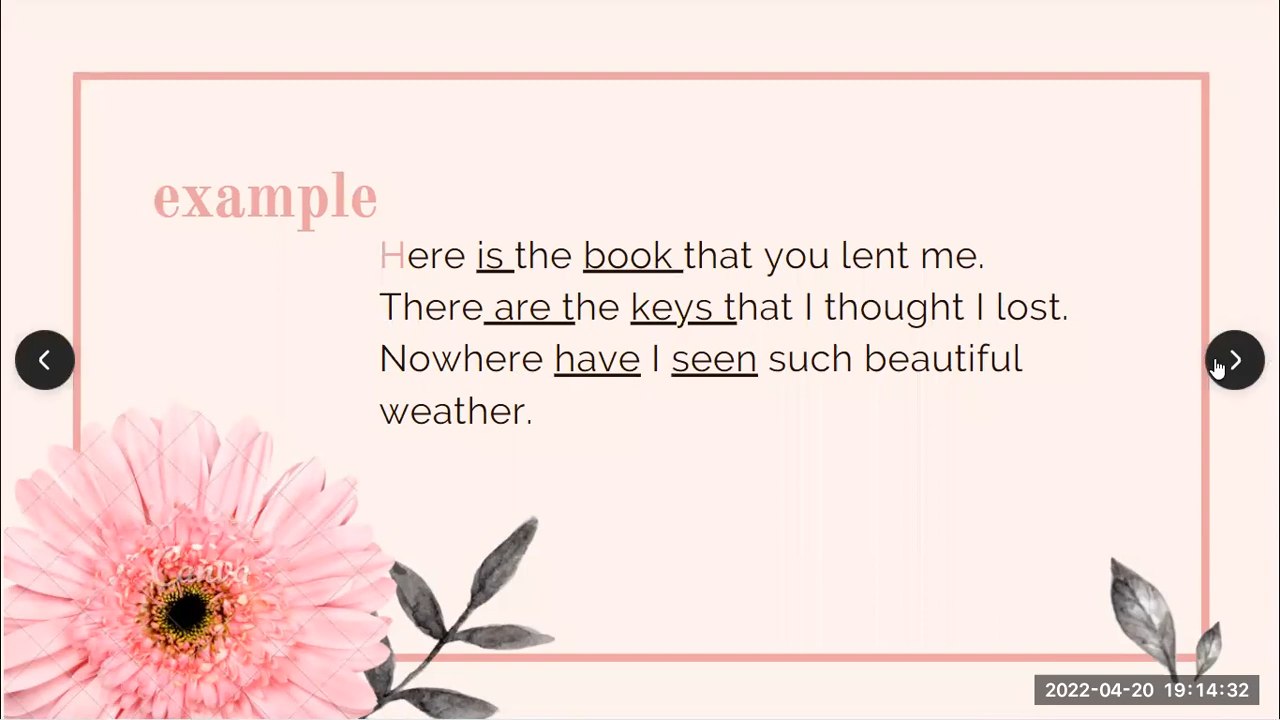 example
Here is the book that you lent me.
There are the keys that I thought I lost.
Nowhere have I seen such beautiful
weather.
Canva
2022-04-20 19:14:32